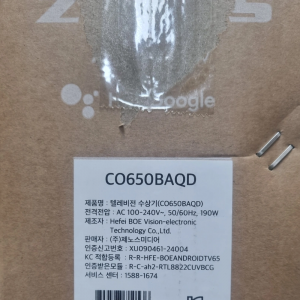 Google
CO650BAQD
제품명 : 텔레비전 수상기(CO650BAQD)
전격전압 : AC 100-240V~, 50/60Hz, 190W
제조자 : Hefei BOE Vision-electronic
Technology Co.,Ltd.
판매자 : (주)제노스미디어
인증신고번호 : XU090461-24004
KC 적합등록 : R-R-HFE-BOEANDROIDTV65
인증받은모듈 : R-C-ah2-RTL8822CUVBCG
서비스 센터 : 1588-1674